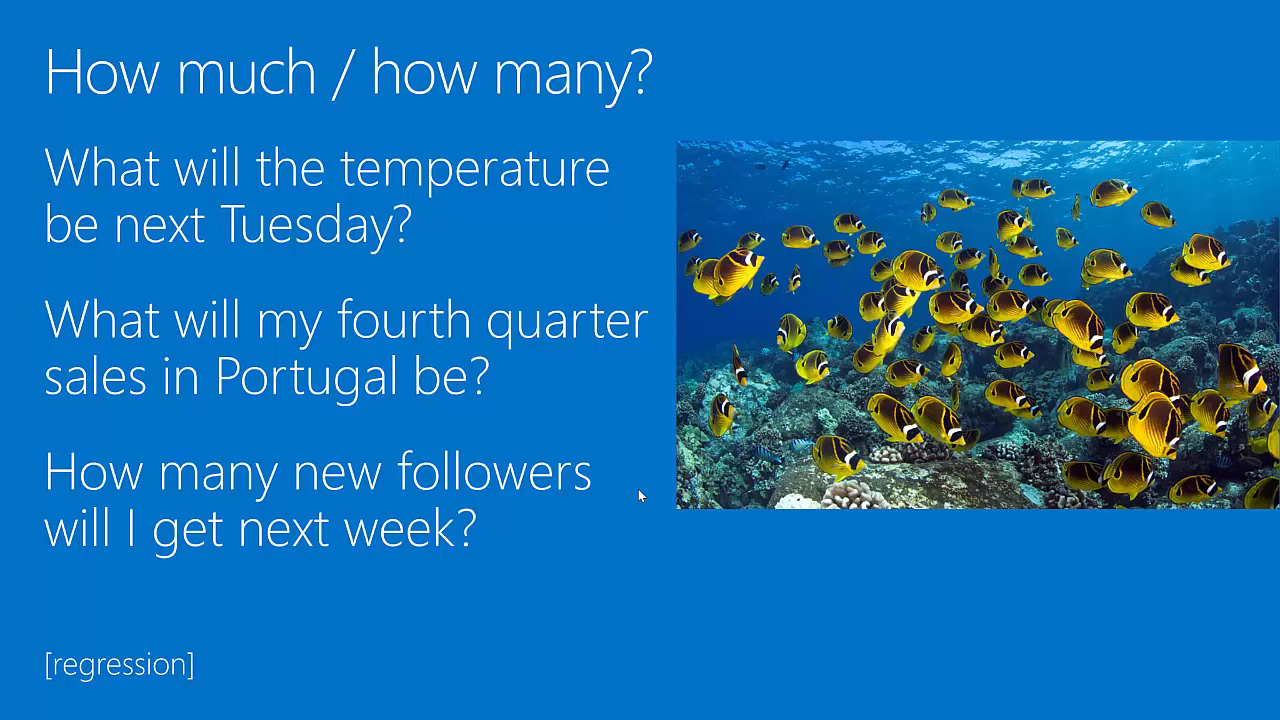 How much / how many?
What will the temperature
be next Tuesday?
What will my fourth quarter
sales in Portugal be?
How many new followers
will I get next week?
[regression]